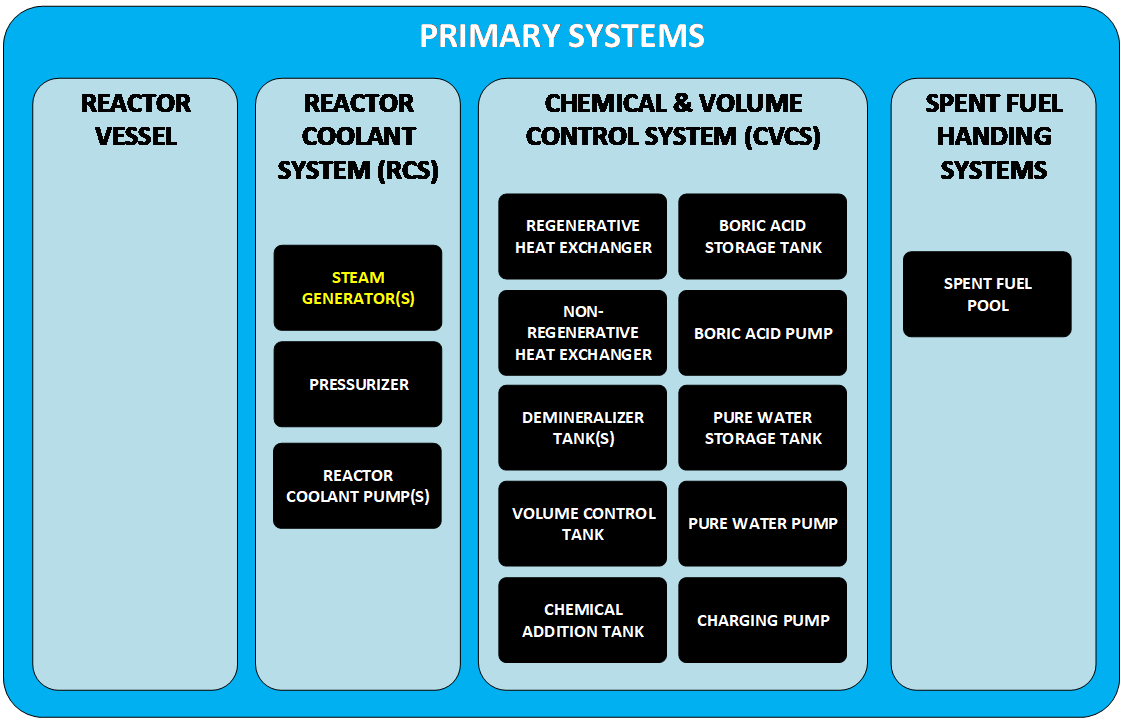 PRIMARY SYSTEMS
REACTOR
VESSEL
REACTOR
COOLANT
SYSTEM (RCS)
STEAM
GENERATOR(S)
PRESSURIZER
REACTOR
COOLANT PUMP(S)
CHEMICAL & VOLUME
CONTROL SYSTEM (CVCS)
REGENERATIVE
HEAT EXCHANGER
BORIC ACID
STORAGE TANK
NON-
REGENERATIVE
HEAT EXCHANGER
BORIC ACID PUMP
DEMINERALIZER
TANK(S)
PURE WATER
STORAGE TANK
VOLUME CONTROL
TANK
PURE WATER PUMP
CHEMICAL
ADDITION TANK
CHARGING PUMP
SPENT FUEL
HANDING
SYSTEMS
SPENT FUEL
POOL